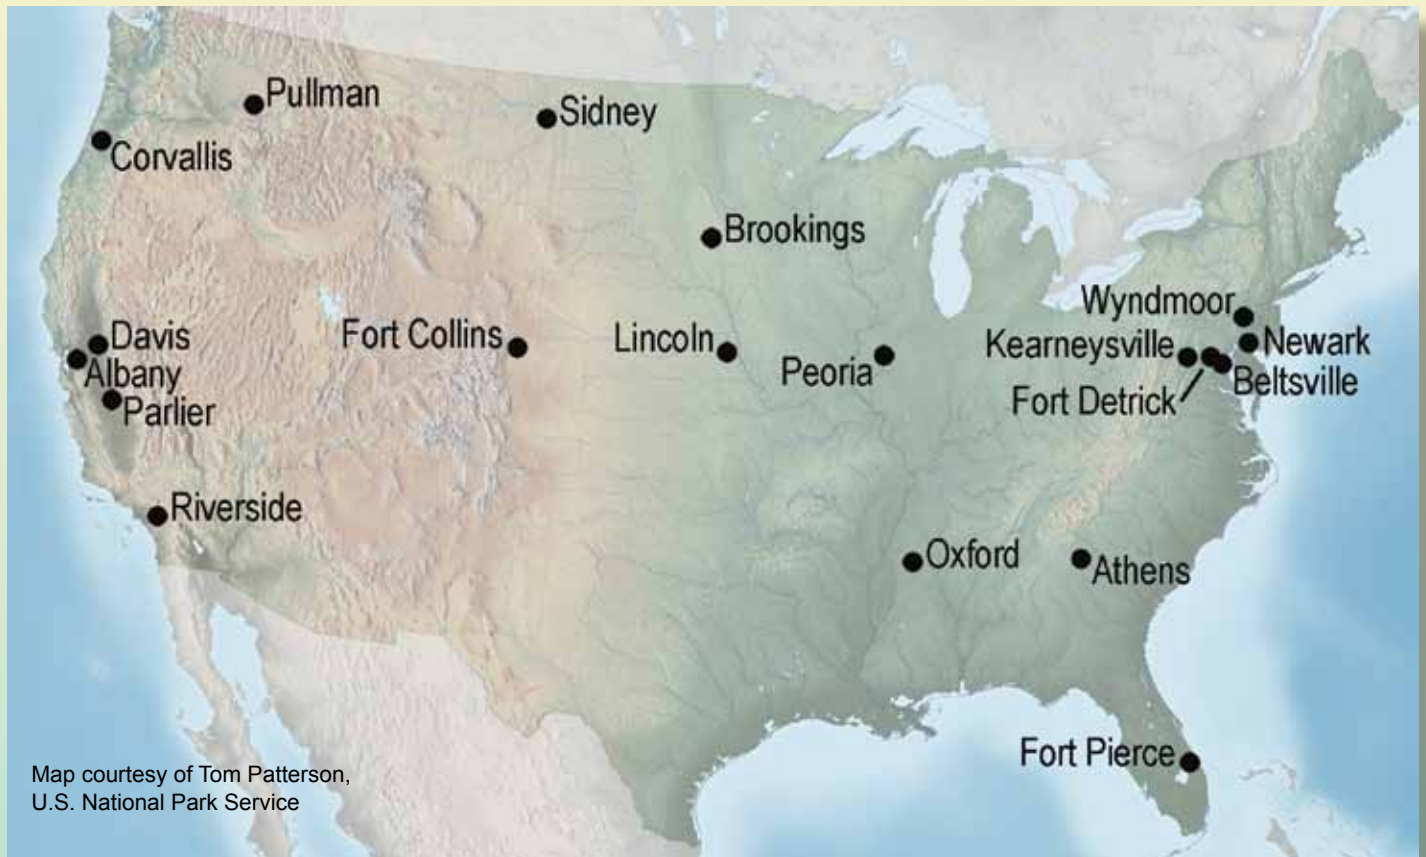 Pullman
Sidney
Corvallis
Brookings
Wyndmoor
Davis
Fort Collins
Lincoln
Kearneysville
Newark
Albany
Peoria
Beltsville
Parlier
Fort Detrick
Riverside
Oxford
Athens
Fort Pierce
Map courtesy of Tom Patterson,
U.S. National Park Service